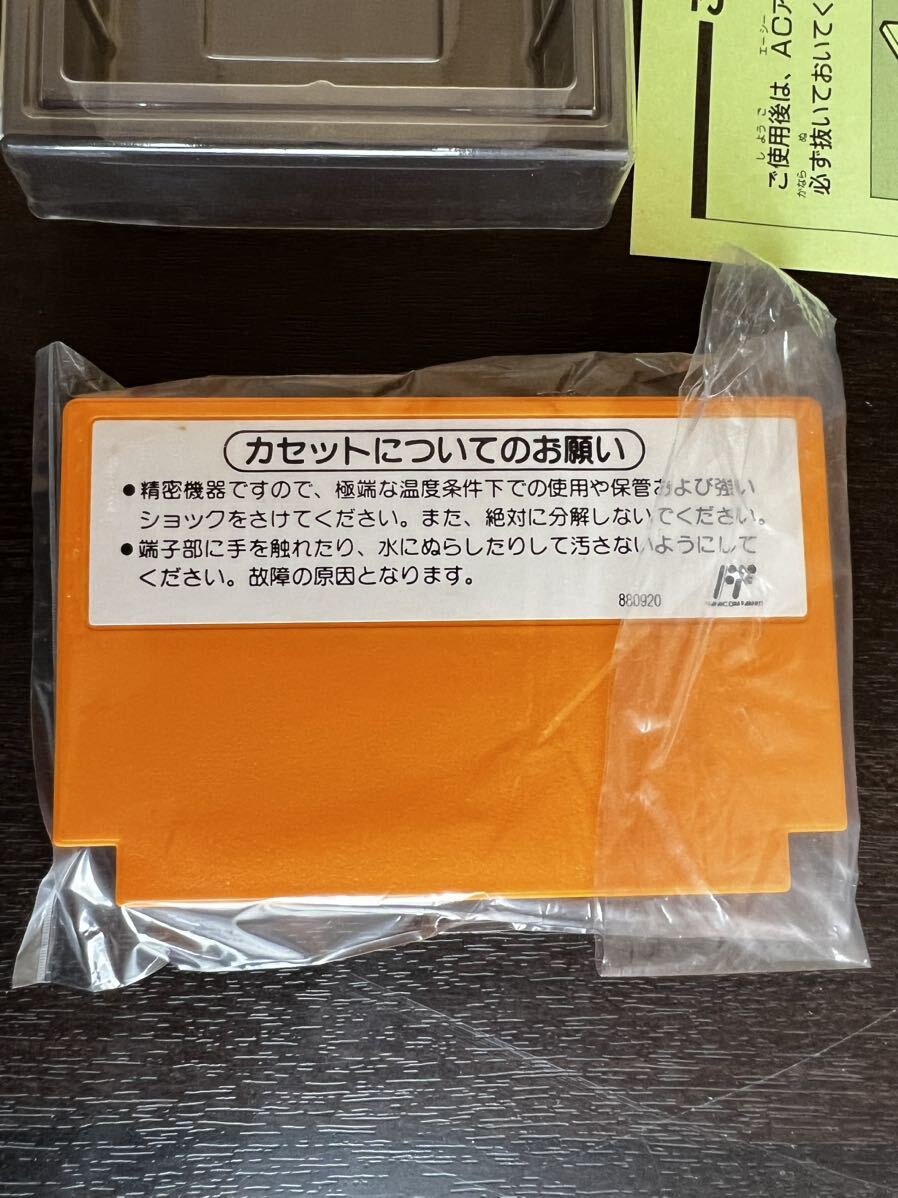 ご使用後は、ACア
必ず抜いておいてく
カセットについてのお願い
●精密機器ですので、極端な温度条件下での使用や保管および強い
ショックをさけてください。また、絶対に分解しないでください。
●端子部に手を触れたり、水にぬらしたりして汚さないようにして
ください。故障の原因となります。
880920